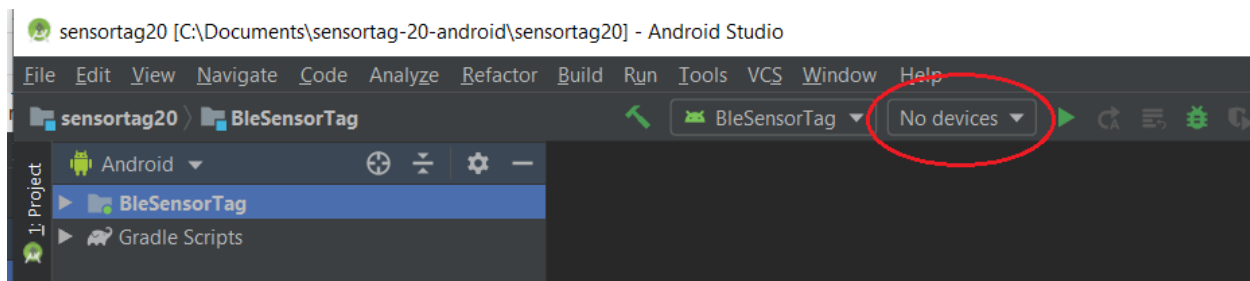 sensortag20 [C:\Documents\sensortag-20-android\sensortag20] - Android Studio
File Edit View Navigate Code Analyze Refactor Build Run Tools VCS Window Help
sensortag20 BleSensorTag BleSensorTag No devices
Android
1: Project
BleSensorTag
Gradle Scripts